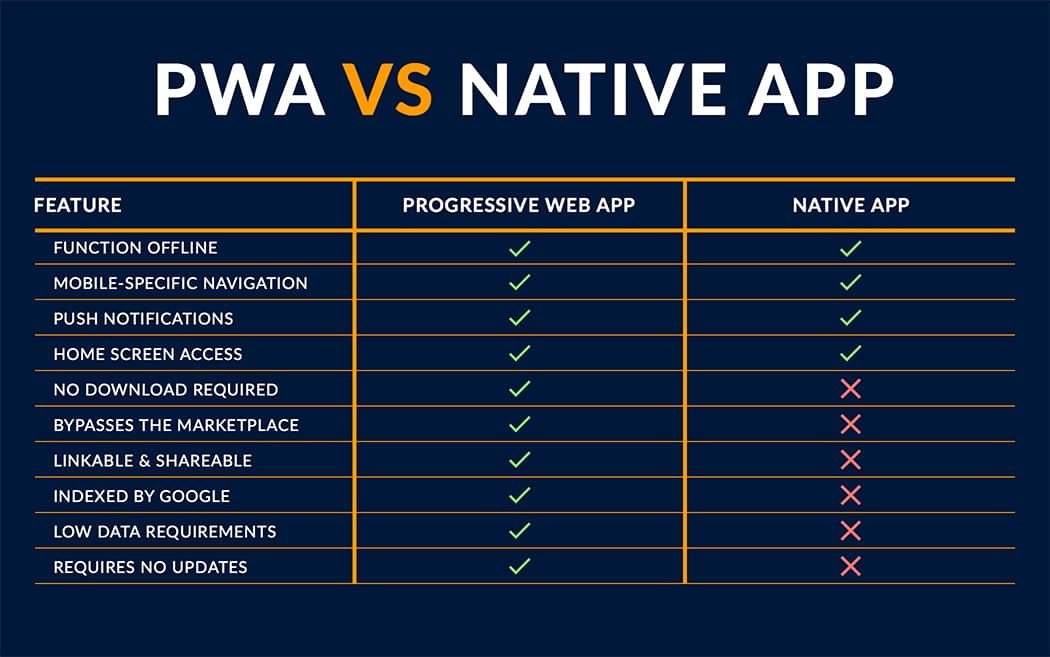 PWA VS NATIVE APP
FEATURE PROGRESSIVE WEB APP NATIVE APP
FUNCTION OFFLINE ✓ ✓
MOBILE-SPECIFIC NAVIGATION ✓ ✓
PUSH NOTIFICATIONS ✓ ✓
HOME SCREEN ACCESS ✓ ✓
NO DOWNLOAD REQUIRED ✓ ✕
BYPASSES THE MARKETPLACE ✓ ✕
LINKABLE & SHAREABLE ✓ ✕
INDEXED BY GOOGLE ✓ ✕
LOW DATA REQUIREMENTS ✓ ✕
REQUIRES NO UPDATES ✓ ✕